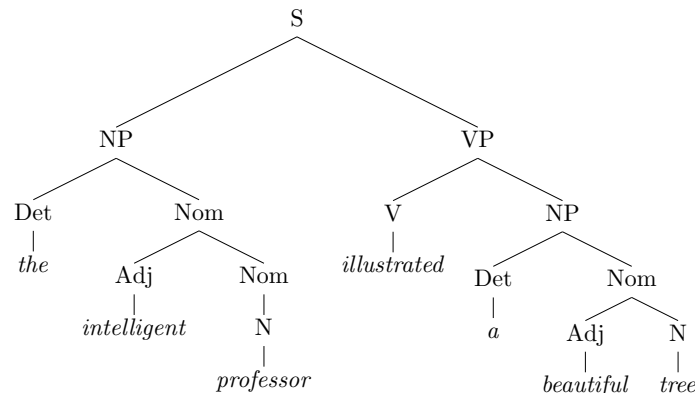 S
NP VP
Det Nom V NP
the Adj Nom illustrated Det Nom
intelligent N a Adj N
professor beautiful tree